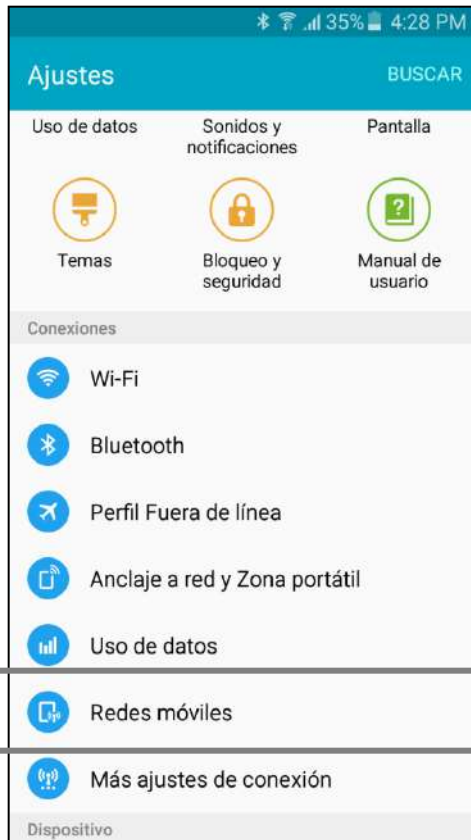 35% 4:28 PM
Ajustes BUSCAR
Uso de datos Sonidos y notificaciones Pantalla
?
Temas Bloqueo y seguridad Manual de usuario
Conexiones
Wi-Fi
Bluetooth
Perfil Fuera de línea
Anclaje a red y Zona portátil
Uso de datos
Redes móviles
Más ajustes de conexión
Dispositivo